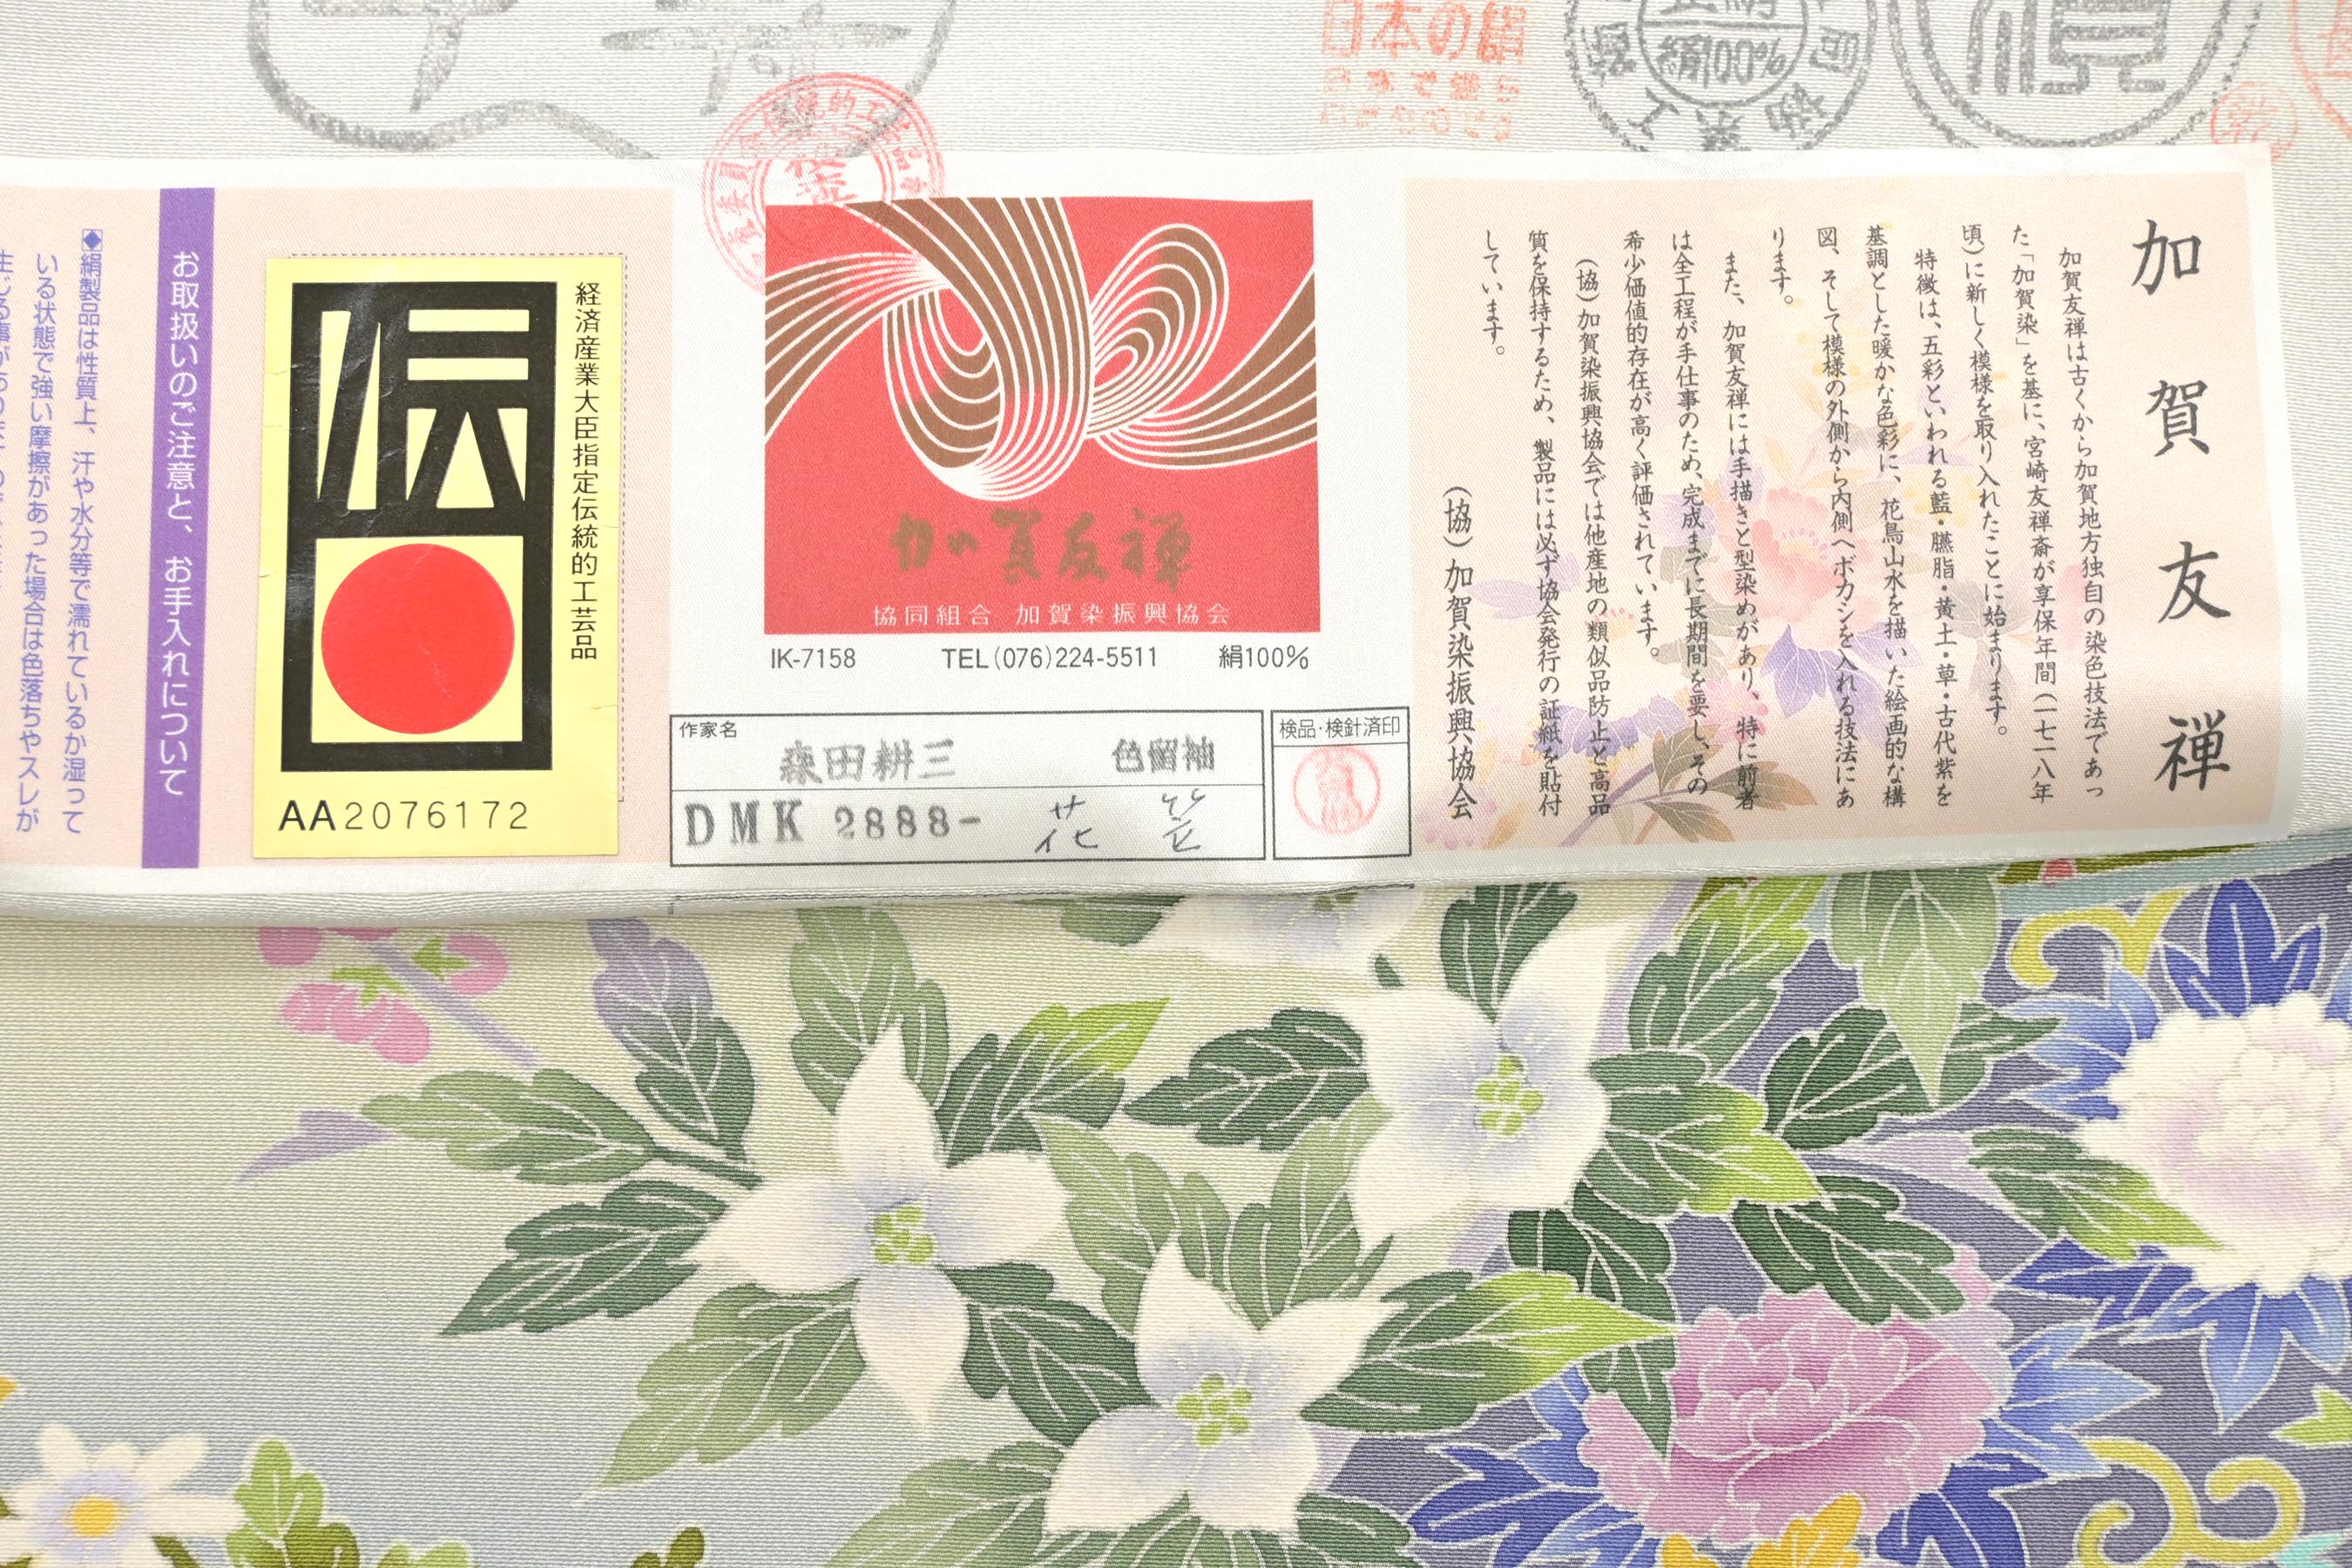 日本の絹
絹100%
加賀友禅
加賀友禅は古くから加賀地方独自の染色技法であっ
た「加賀染」を基に、宮崎友禅斎が享保年間(一七一八年
頃)に新しく模様を取り入れたことに始まります。
特徴は、五彩といわれる藍・臙脂・黄土・草・古代紫を
基調とした暖かな色彩に、花鳥山水を描いた絵画的な構
図、そして模様の外側から内側へボカシを入れる技法にあ
ります。
また、加賀友禅には手描きと型染めがあり、特に前者
は全工程が手仕事のため、完成までに長期間を要し、その
希少価値的存在が高く評価されています。
(協)加賀染振興協会では他産地の類似品防止と高品
質を保持するため、製品には必ず協会発行の証紙を貼付
しています。
(協)加賀染振興協会
加賀友禅
協同組合 加賀染振興協会
IK-7158 TEL(076)224-5511 絹100%
作家名
森田耕三 色留袖
DMK 2888-
検品・検針済印
経済産業大臣指定伝統的工芸品
伝
AA2076172
お取扱いのご注意と、お手入れについて
◆絹製品は性質上、汗や水分等で濡れているか湿って
いる状態で強い摩擦があった場合は色落ちやスレが